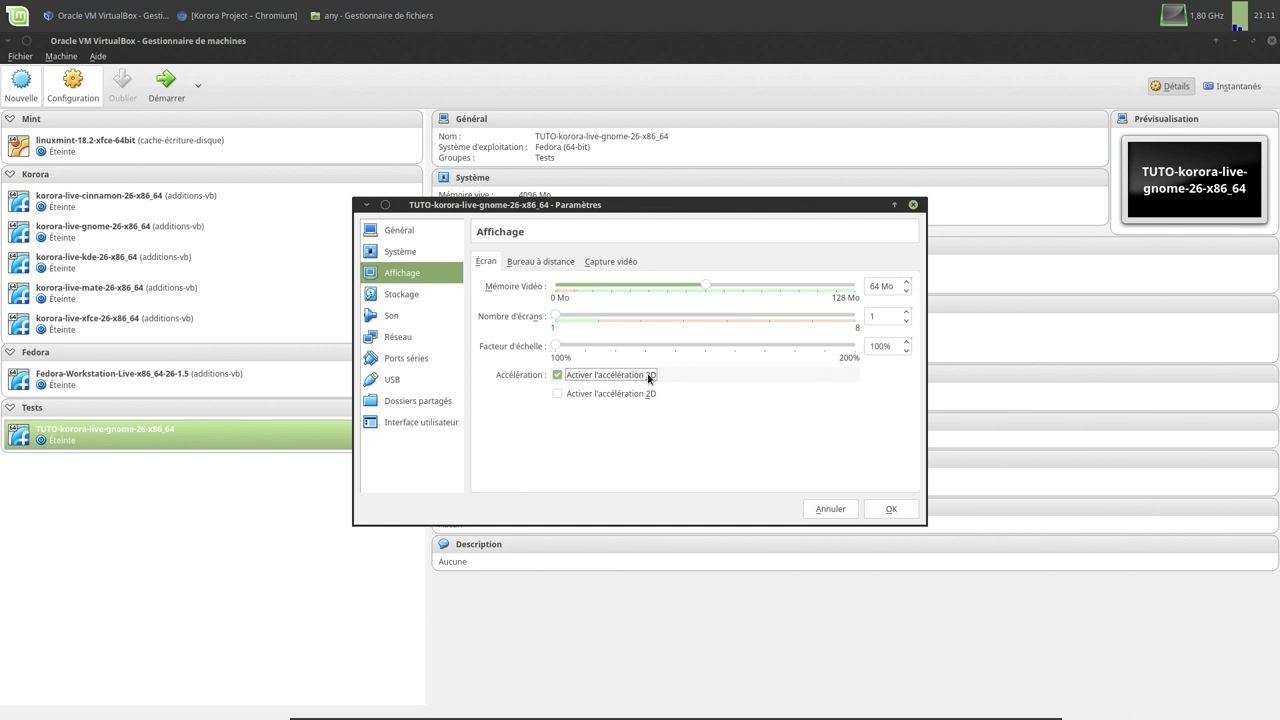 Oracle VM VirtualBox - Gesti...
[Korora Project – Chromium]
any - Gestionnaire de fichiers
1,80 GHz
21:11
Oracle VM VirtualBox - Gestionnaire de machines
Fichier
Machine
Aide
Nouvelle
Configuration
Oublier
Démarrer
Détails
Instantanés
Mint
linuxmint-18.2-xfce-64bit (cache-écriture-disque)
Éteinte
Korora
korora-live-cinnamon-26-x86_64 (additions-vb)
Éteinte
korora-live-gnome-26-x86_64 (additions-vb)
Éteinte
korora-live-kde-26-x86_64 (additions-vb)
Éteinte
korora-live-mate-26-x86_64 (additions-vb)
Éteinte
korora-live-xfce-26-x86_64 (additions-vb)
Éteinte
Fedora
Fedora-Workstation-Live-x86_64-26-1.5 (additions-vb)
Éteinte
Tests
TUTO-korora-live-gnome-26-x86_64
Éteinte
Général
Nom : TUTO-korora-live-gnome-26-x86_64
Système d'exploitation : Fedora (64-bit)
Groupes : Tests
Système
Mémoire vive : 4096 Mo
Prévisualisation
TUTO-korora-live-
gnome-26-x86_64
TUTO-korora-live-gnome-26-x86_64 - Paramètres
Général
Système
Affichage
Stockage
Son
Réseau
Ports séries
USB
Dossiers partagés
Interface utilisateur
Affichage
Écran
Bureau à distance
Capture vidéo
Mémoire Vidéo :
64 Mo
0 Mo
128 Mo
Nombre d'écrans :
1
1
8
Facteur d'échelle :
100%
100%
200%
Accélération :
Activer l'accélération 3D
Activer l'accélération 2D
Annuler
OK
Description
Aucune